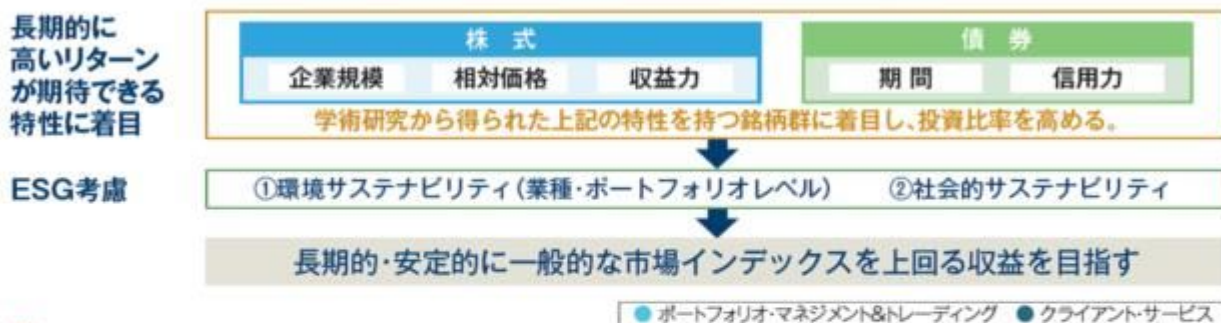 長期的に
高いリターン
が期待できる
特性に着目
株 式
債 券
企業規模 相対価格 収益力
期 間 信用力
学術研究から得られた上記の特性を持つ銘柄群に着目し、投資比率を高める。
ESG考慮
①環境サステナビリティ(業種・ポートフォリオレベル) ②社会的サステナビリティ
長期的・安定的に一般的な市場インデックスを上回る収益を目指す
ポートフォリオ・マネジメント&トレーディング クライアント・サービス